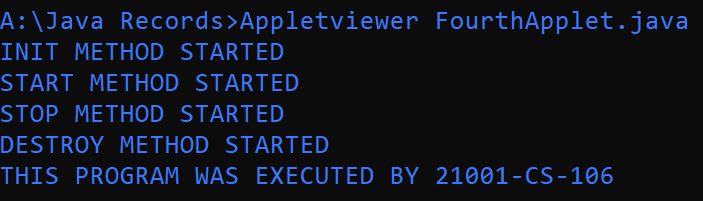 A:\Java Records>Appletviewer FourthApplet.java
INIT METHOD STARTED
START METHOD STARTED
STOP METHOD STARTED
DESTROY METHOD STARTED
THIS PROGRAM WAS EXECUTED BY 21001-CS-106